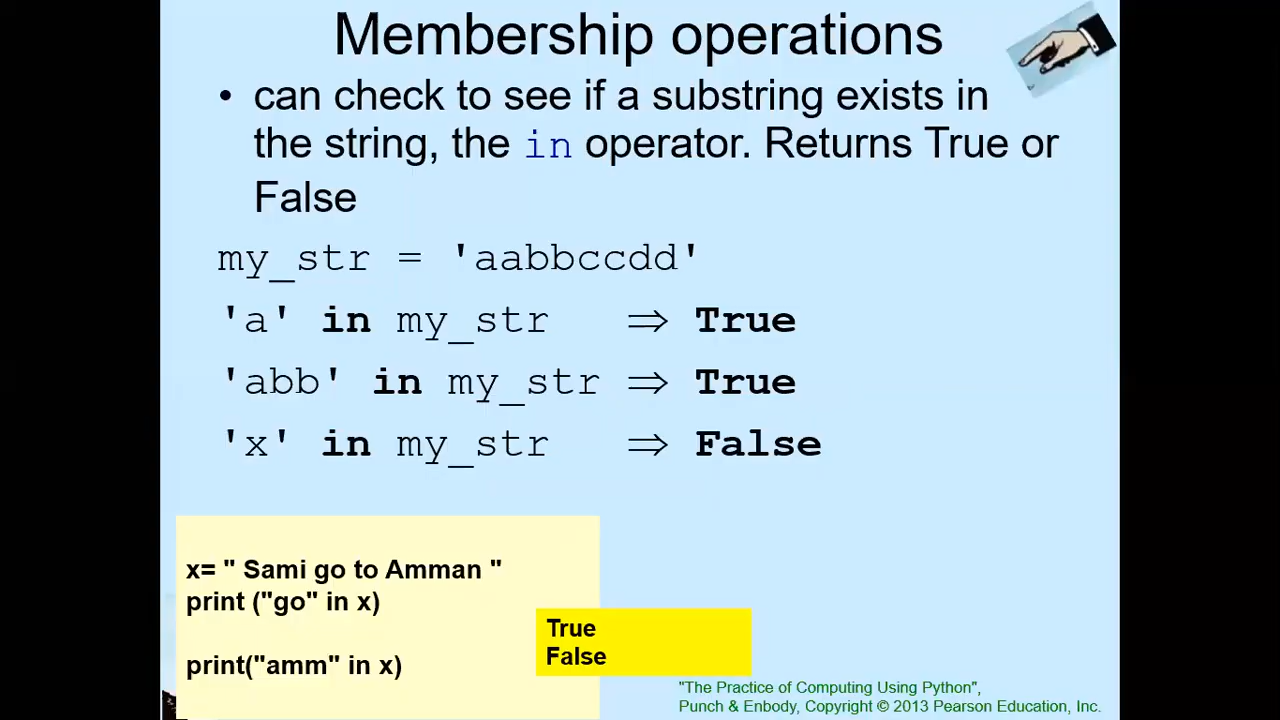 Membership operations
• can check to see if a substring exists in
the string, the in operator. Returns True or
False
my_str = 'aabbccdd'
'a' in my_str ⇒ True
'abb' in my_str ⇒ True
'x' in my_str ⇒ False
x= " Sami go to Amman "
print ("go" in x)
print("amm" in x)
True
False
"The Practice of Computing Using Python",
Punch & Enbody, Copyright © 2013 Pearson Education, Inc.